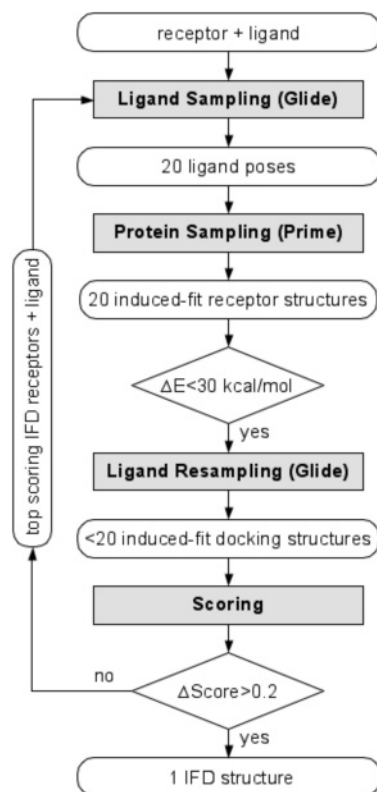 receptor + ligand
Ligand Sampling (Glide)
20 ligand poses
Protein Sampling (Prime)
20 induced-fit receptor structures
ΔE<30 kcal/mol
yes
Ligand Resampling (Glide)
<20 induced-fit docking structures
Scoring
ΔScore>0.2
no
yes
1 IFD structure
top scoring IFD receptors + ligand